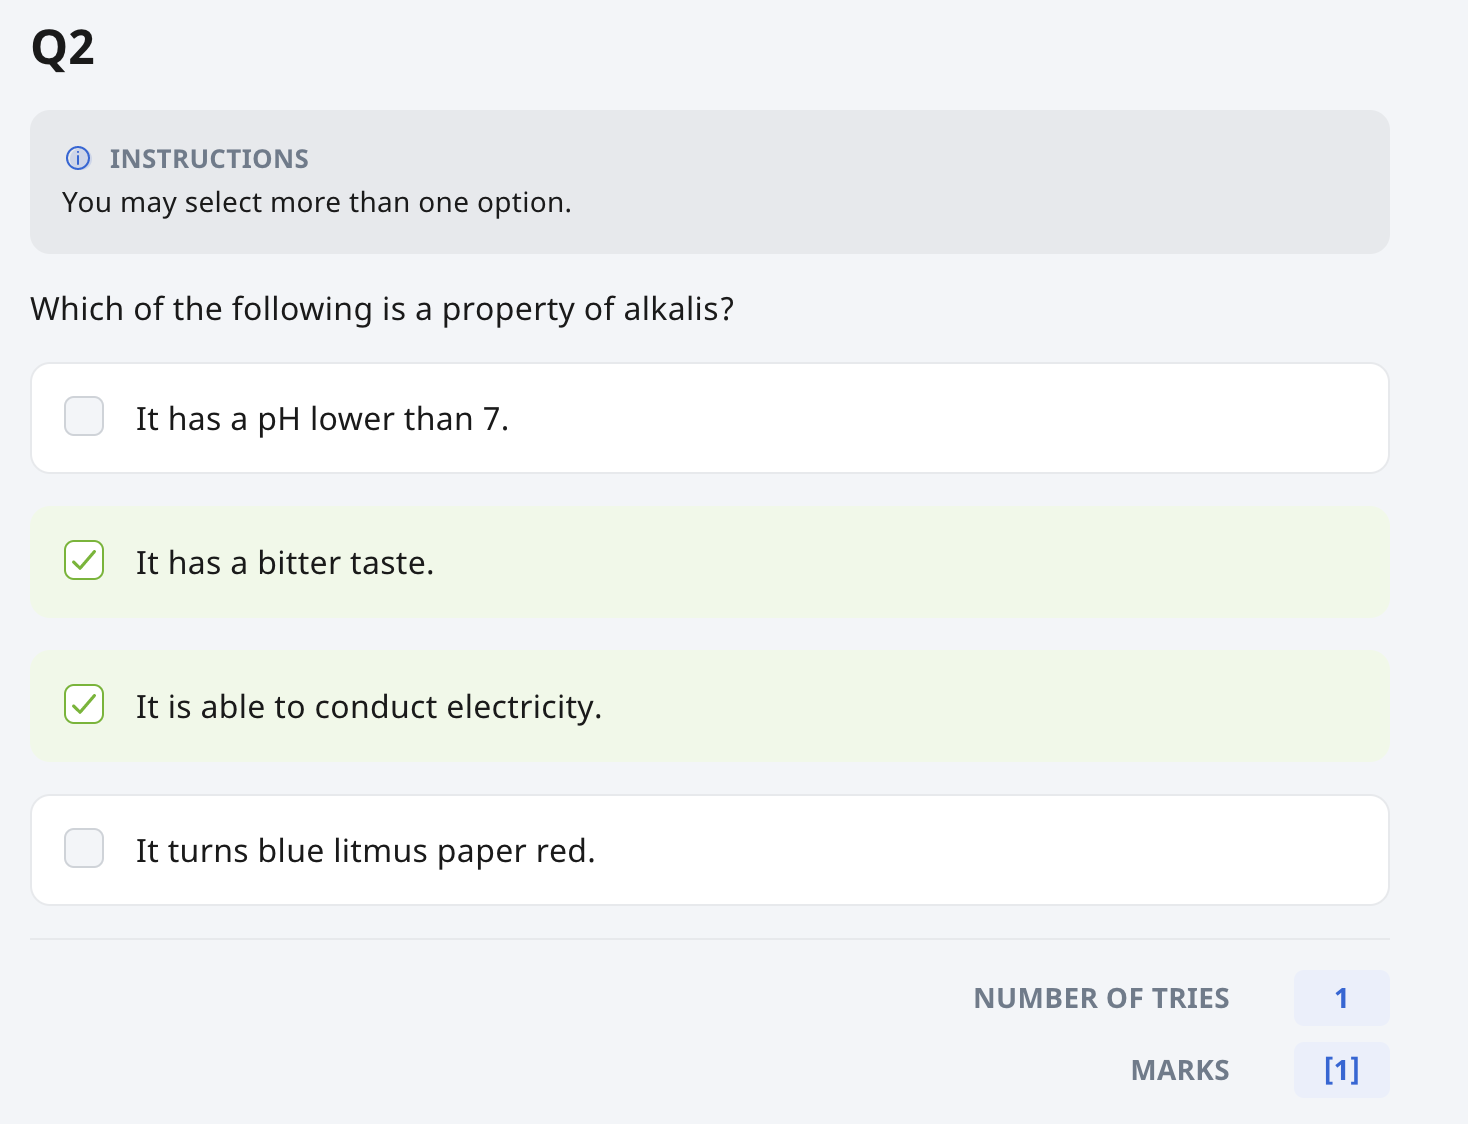 Q2
INSTRUCTIONS
You may select more than one option.
Which of the following is a property of alkalis?
It has a pH lower than 7.
It has a bitter taste.
It is able to conduct electricity.
It turns blue litmus paper red.
NUMBER OF TRIES 1
MARKS [1]